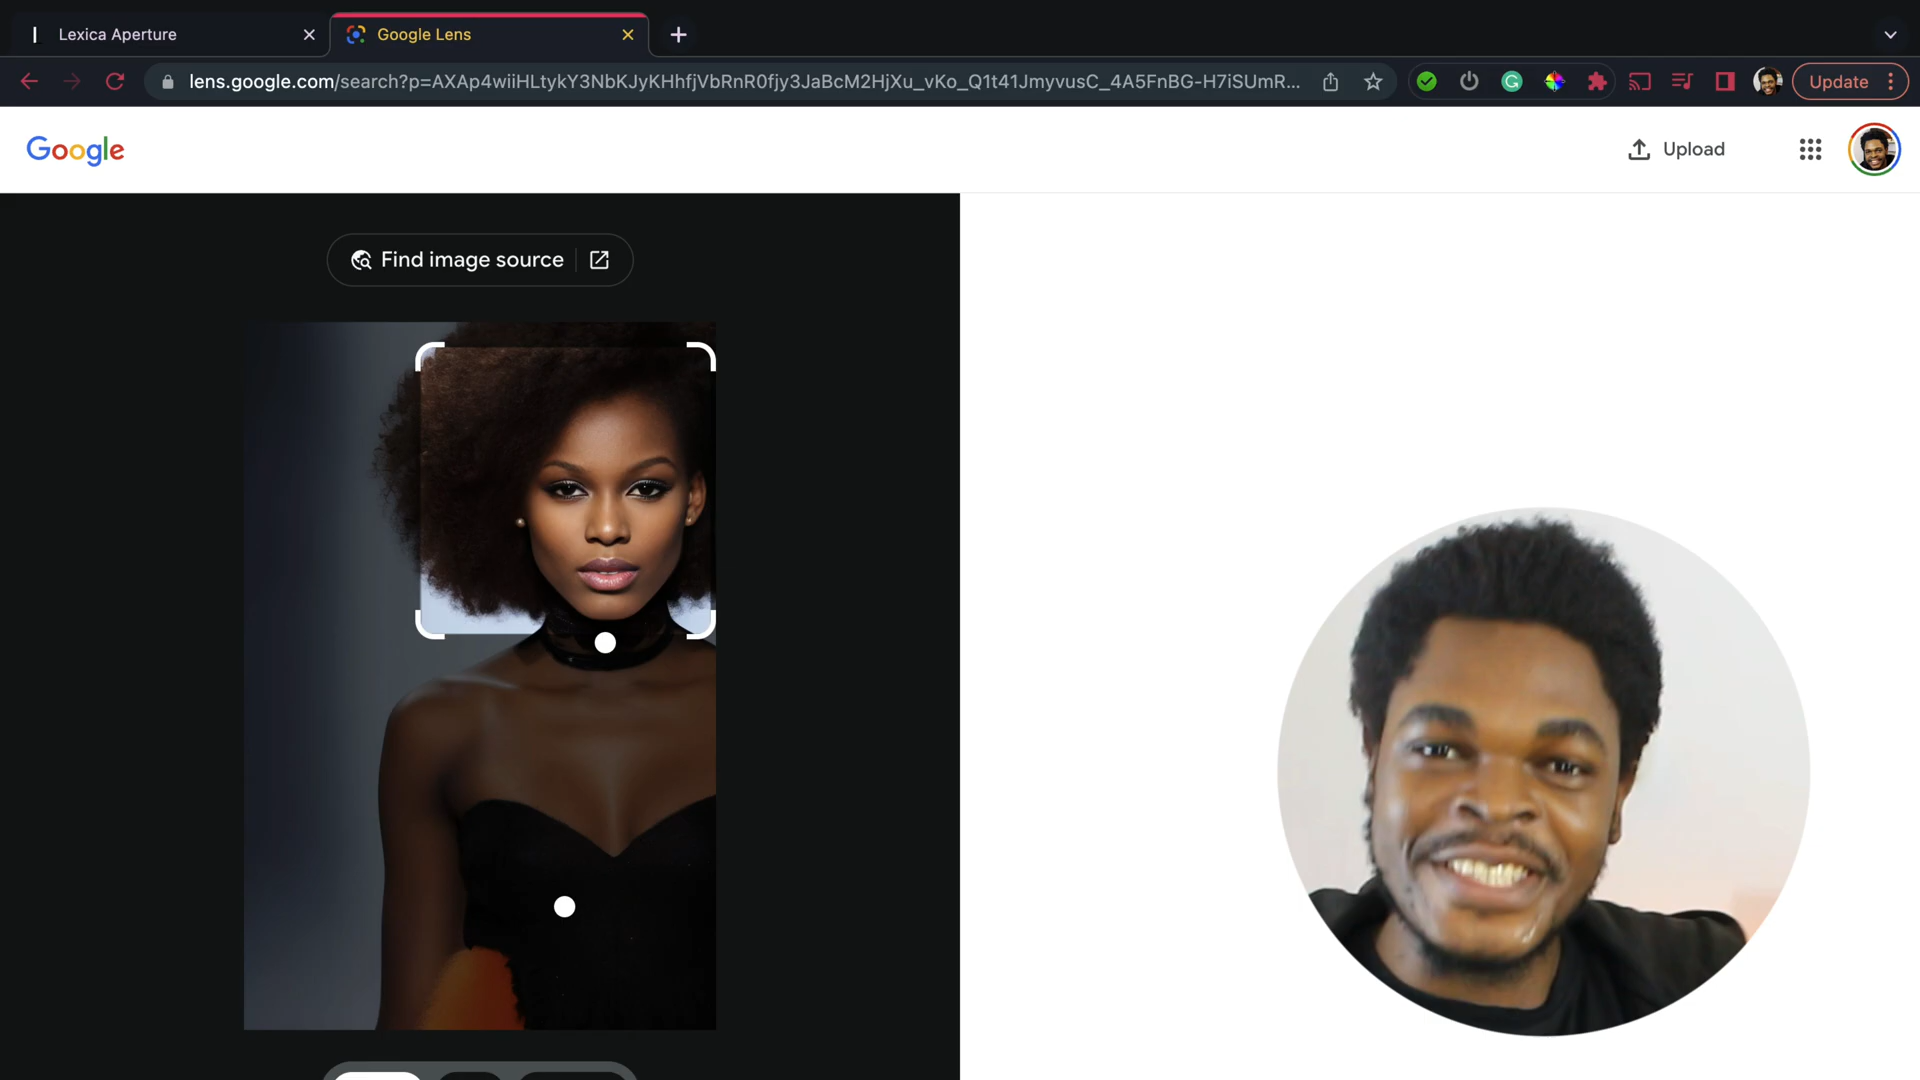 Lexica Aperture
Google Lens
lens.google.com/search?p=AXAp4wiiHLtykY3NbKJyKHhfjVbRnR0fjy3JaBcM2HjXu_vKo_Q1t41JmyvusC_4A5FnBG-H7iSUmR...
Update
Google
Upload
Find image source